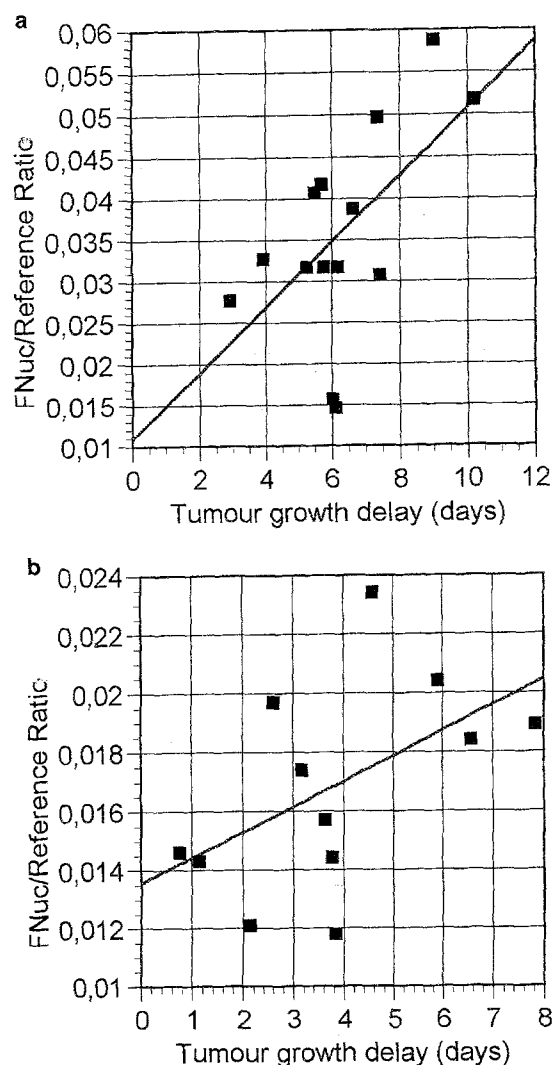 a
FNuc/Reference Ratio
0,06
0,055
0,05
0,045
0,04
0,035
0,03
0,025
0,02
0,015
0,01
0 2 4 6 8 10 12
Tumour growth delay (days)
b
FNuc/Reference Ratio
0,024
0,022
0,02
0,018
0,016
0,014
0,012
0,01
0 1 2 3 4 5 6 7 8
Tumour growth delay (days)